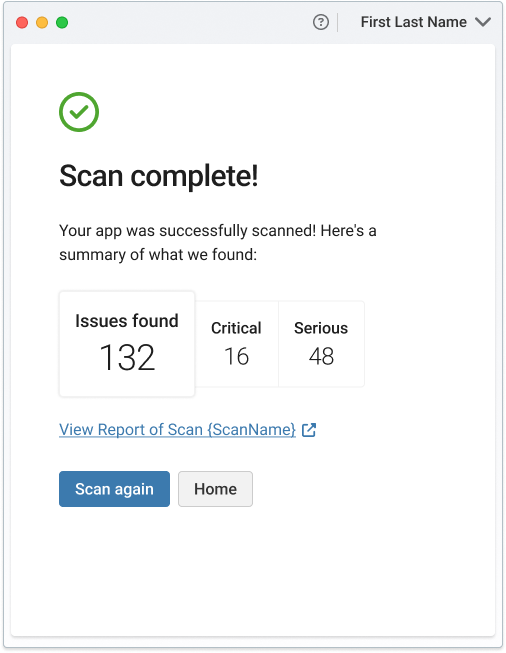 First Last Name
Scan complete!
Your app was successfully scanned! Here's a
summary of what we found:
Issues found
132
Critical
16
Serious
48
View Report of Scan {ScanName}
Scan again
Home